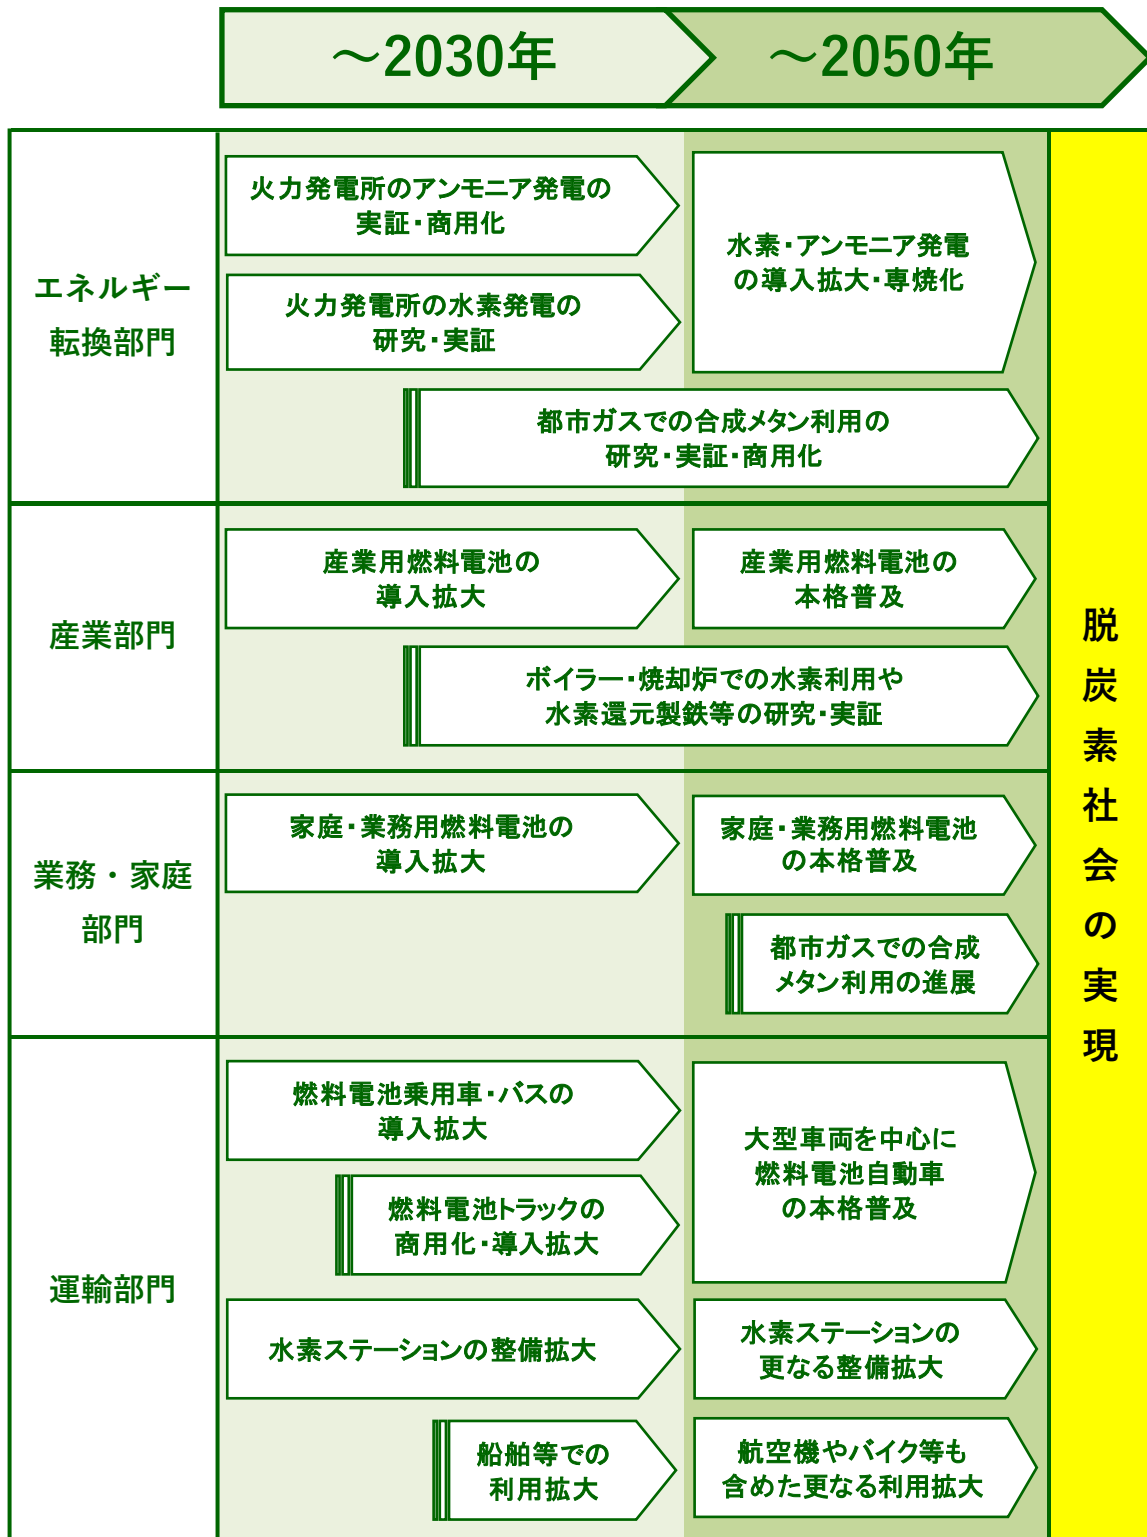 ～2030年
～2050年
エネルギー
転換部門
火力発電所のアンモニア発電の
実証・商用化
火力発電所の水素発電の
研究・実証
水素・アンモニア発電
の導入拡大・専焼化
都市ガスでの合成メタン利用の
研究・実証・商用化
産業部門
産業用燃料電池の
導入拡大
産業用燃料電池の
本格普及
ボイラー・焼却炉での水素利用や
水素還元製鉄等の研究・実証
業務・家庭
部門
家庭・業務用燃料電池の
導入拡大
家庭・業務用燃料電池
の本格普及
都市ガスでの合成
メタン利用の進展
運輸部門
燃料電池乗用車・バスの
導入拡大
燃料電池トラックの
商用化・導入拡大
大型車両を中心に
燃料電池自動車
の本格普及
水素ステーションの整備拡大
水素ステーションの
更なる整備拡大
船舶等での
利用拡大
航空機やバイク等も
含めた更なる利用拡大
脱炭素社会の実現